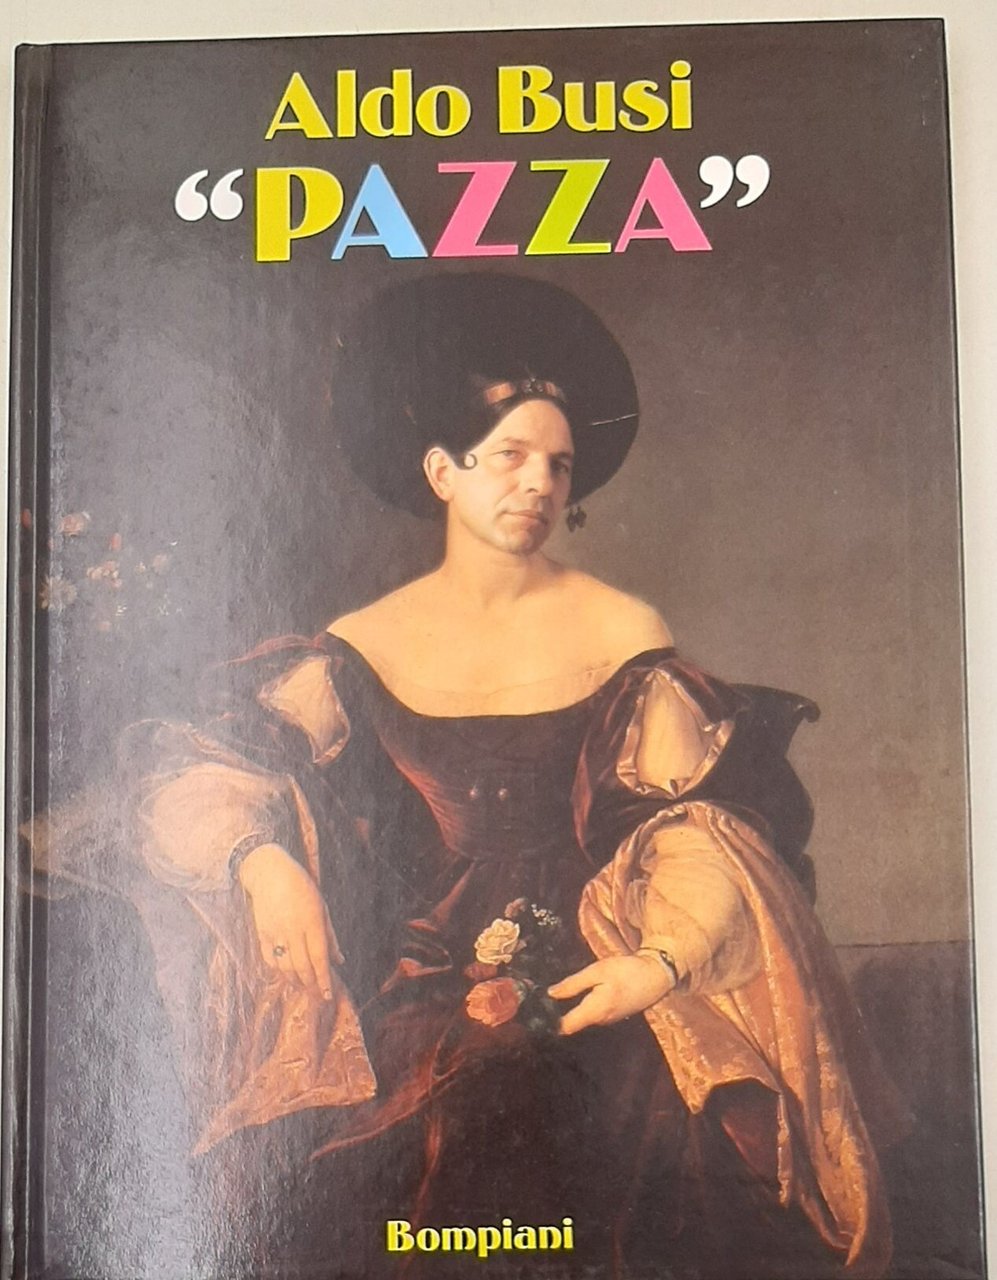 Aldo Busi
“PAZZA”
Bompiani